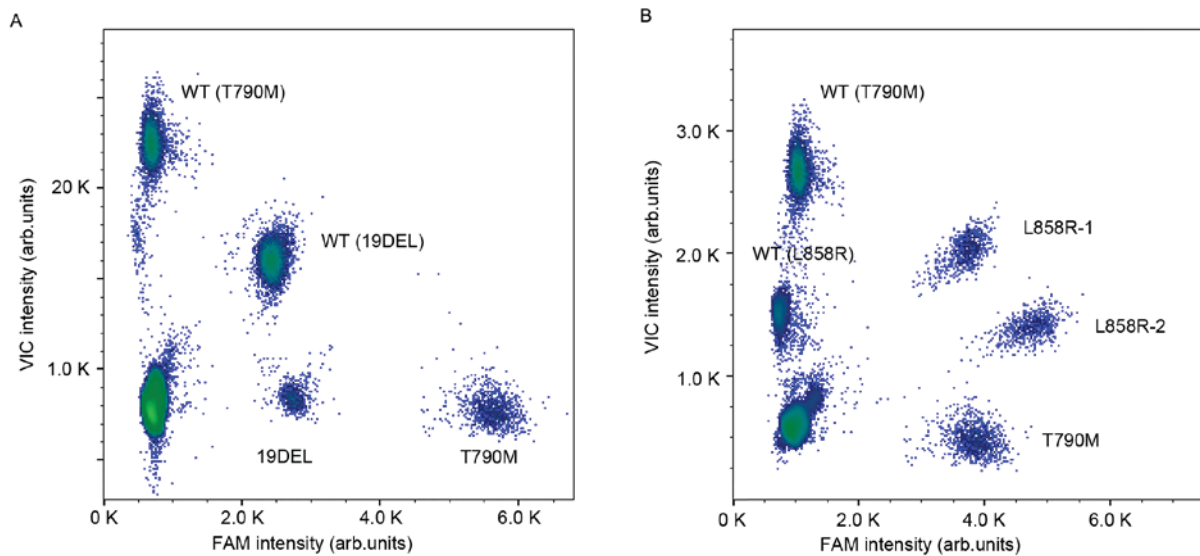 A
WT (T790M)
20 K
WT (19DEL)
1.0 K
19DEL
T790M
0 K
2.0 K
4.0 K
6.0 K
VIC intensity (arb.units)
FAM intensity (arb.units)
B
WT (T790M)
3.0 K
L858R-1
WT (L858R)
2.0 K
L858R-2
1.0 K
T790M
0 K
2.0 K
4.0 K
6.0 K
VIC intensity (arb.units)
FAM intensity (arb.units)